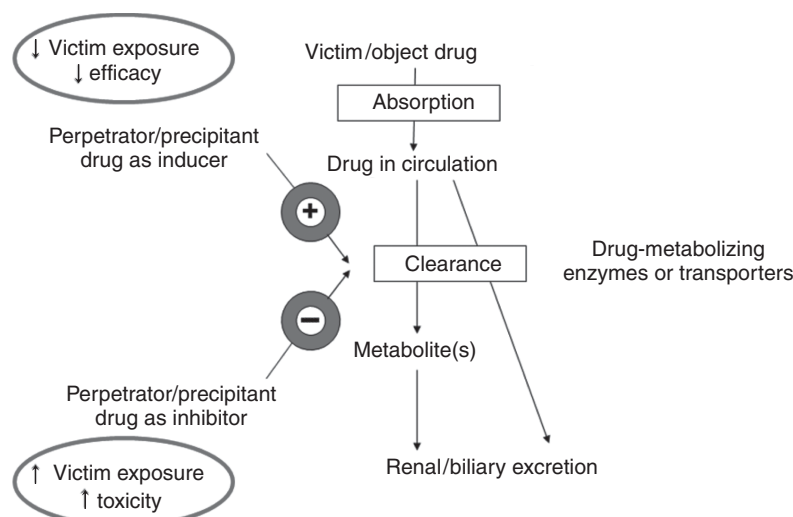 ↓ Victim exposure
↓ efficacy
Victim/object drug
Absorption
Perpetrator/precipitant
drug as inducer
Drug in circulation
+
Clearance
Drug-metabolizing
enzymes or transporters
−
Metabolite(s)
Perpetrator/precipitant
drug as inhibitor
Renal/biliary excretion
↑ Victim exposure
↑ toxicity